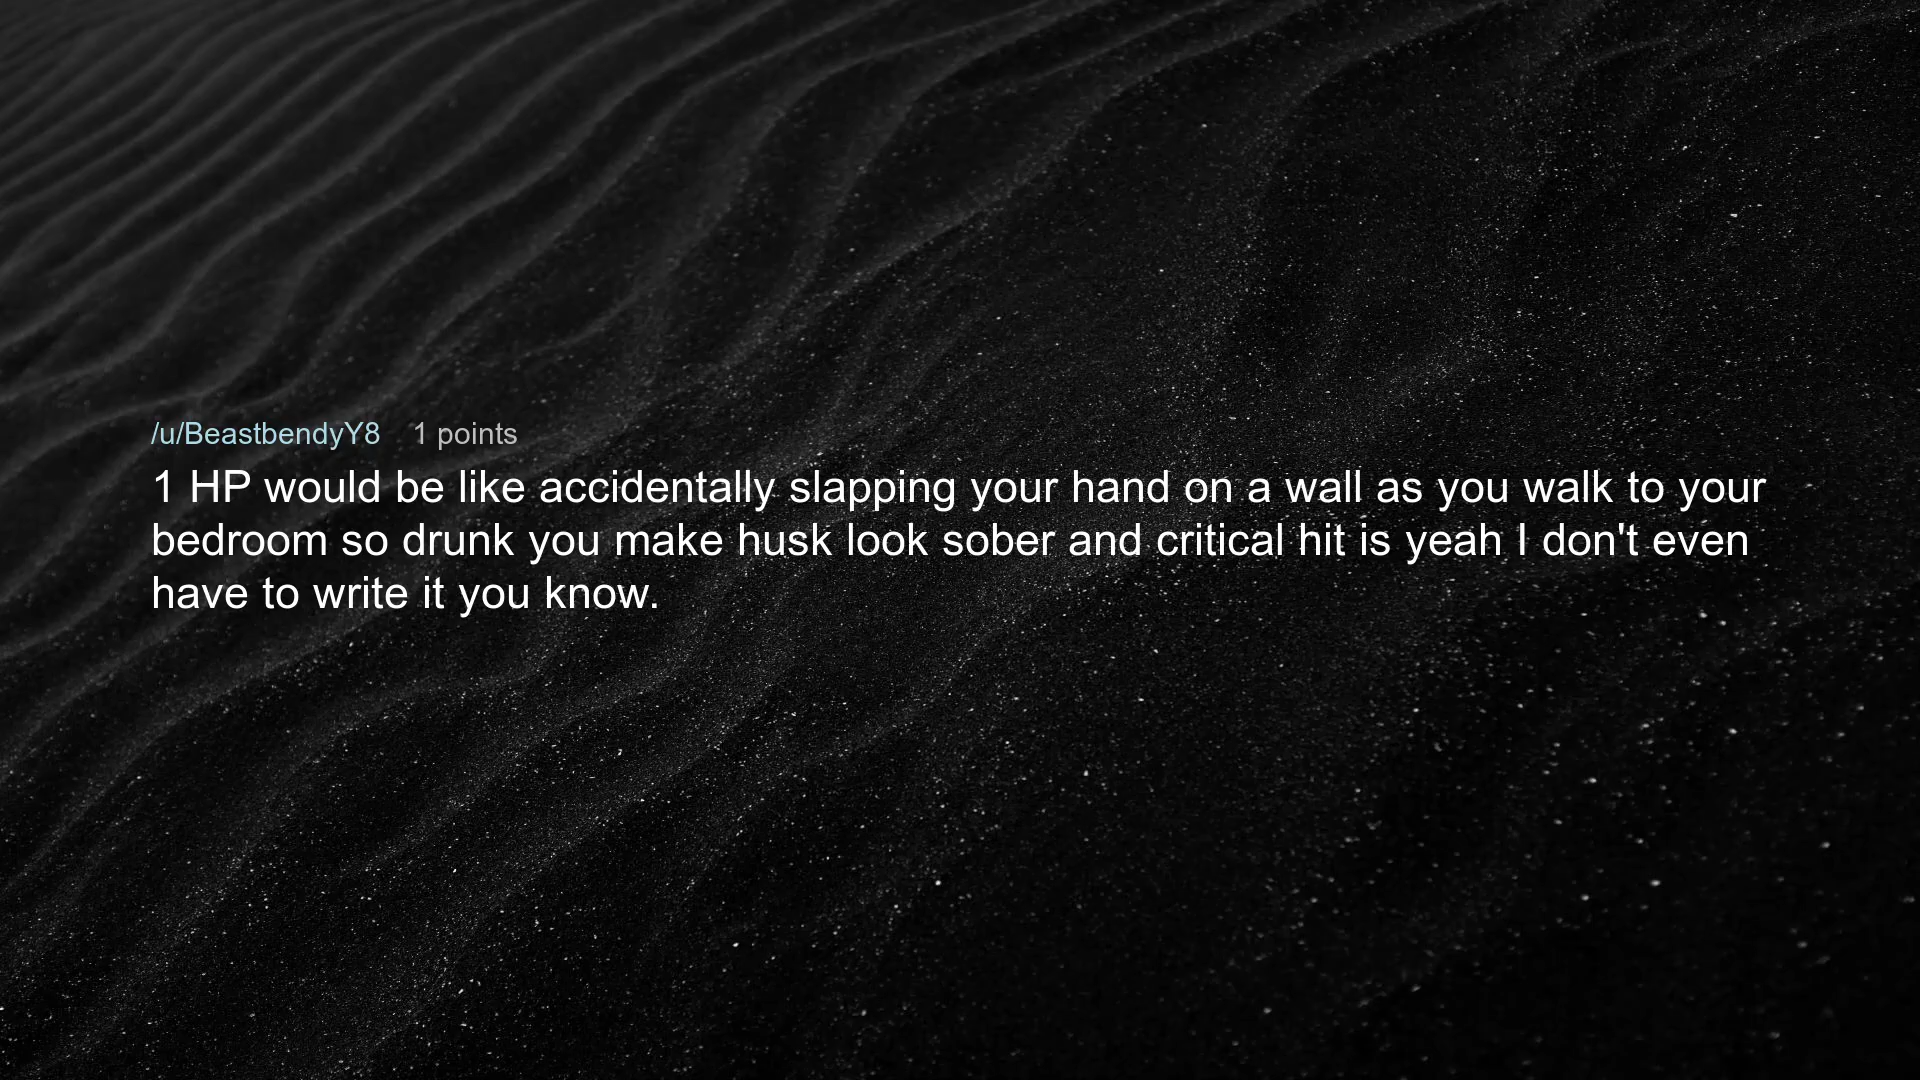 /u/BeastbendyY8 1 points
1 HP would be like accidentally slapping your hand on a wall as you walk to your
bedroom so drunk you make husk look sober and critical hit is yeah I don't even
have to write it you know.